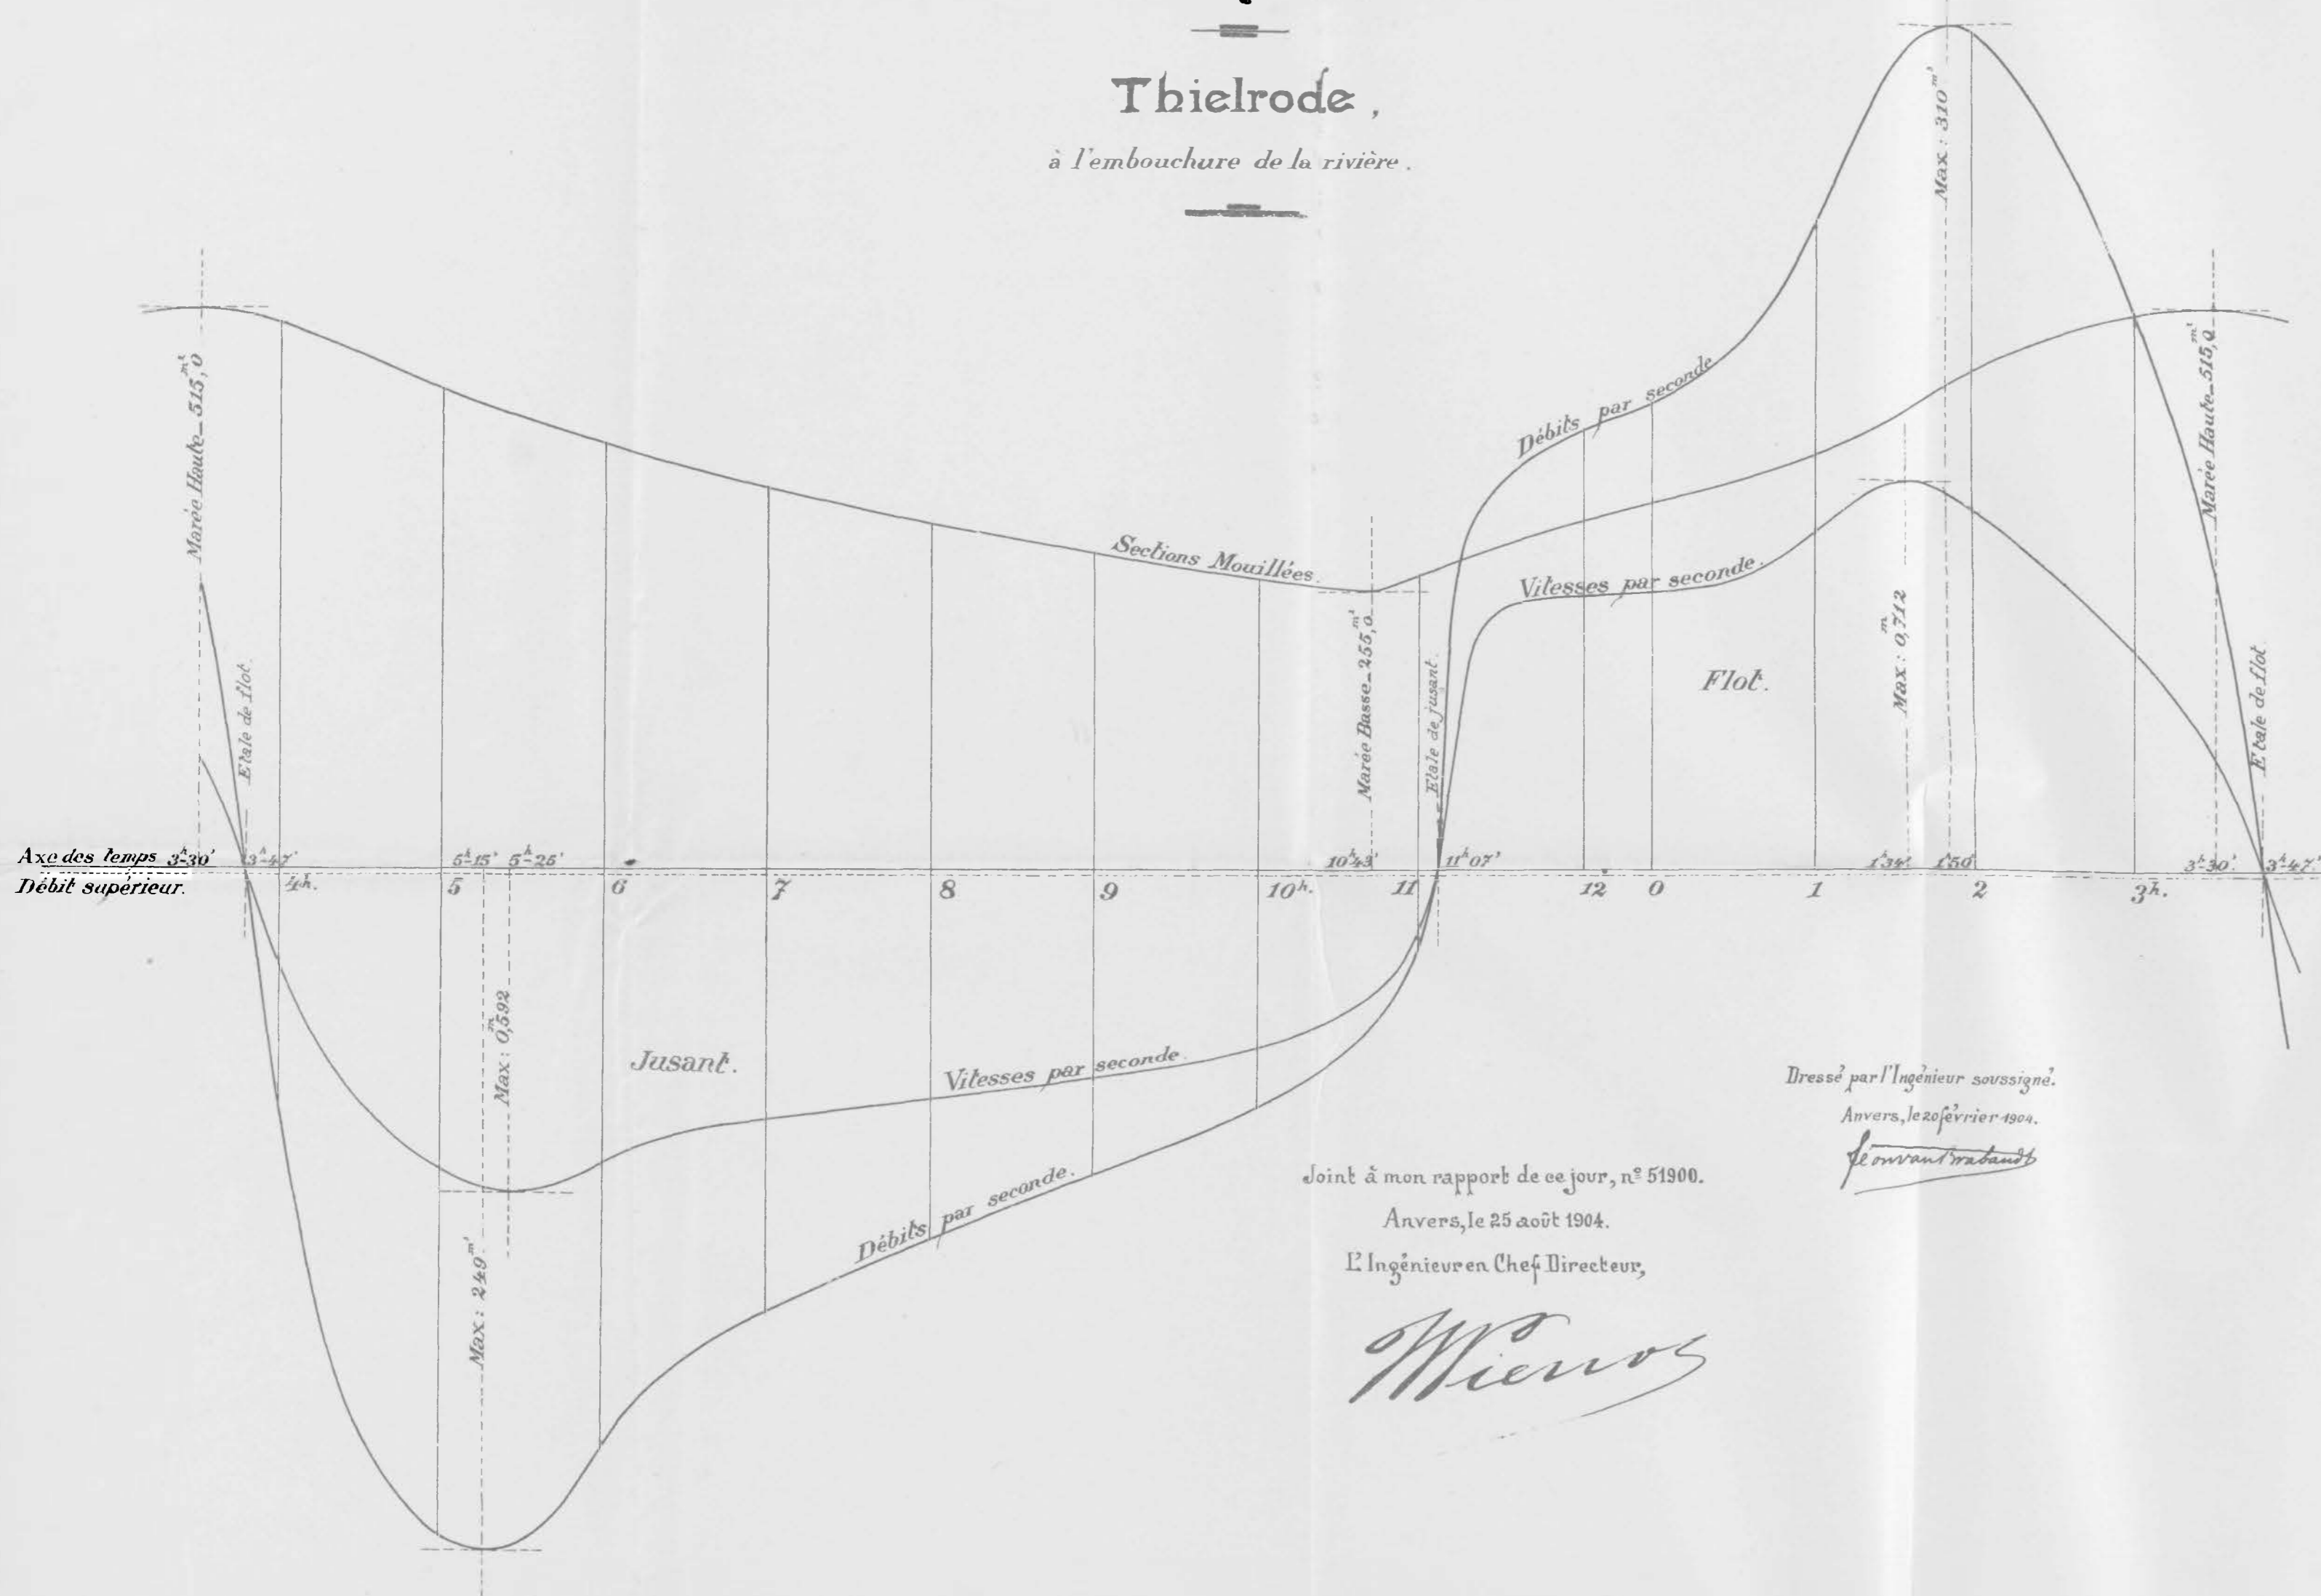 Thielrode,
à l'embouchure de la rivière.
Max: 310 m³
Débits par seconde
Marée Haute_515,0 m²
Marée Haute_515,0 m²
Sections Mouillées.
Vitesses par seconde.
Max: 0,712 m
Marée Basse_255,0 m²
Etale de flot.
Etale de jusant.
Flot.
Etale de flot.
Axe des temps 3h30' 3h47' 5h15' 5h25' 10h43' 11h07' 1h34' 1h50' 3h30' 3h47'
Débit supérieur. 4h. 5 6 7 8 9 10h. 11 12 0 1 2 3h.
Max: 0,592 m
Jusant.
Vitesses par seconde
Débits par seconde.
Max: 249 m³
Dressé par l'Ingénieur soussigné.
Anvers, le 20 février 1904.
Joint à mon rapport de ce jour, nº 51900.
Anvers, le 25 août 1904.
L'Ingénieur en Chef Directeur,